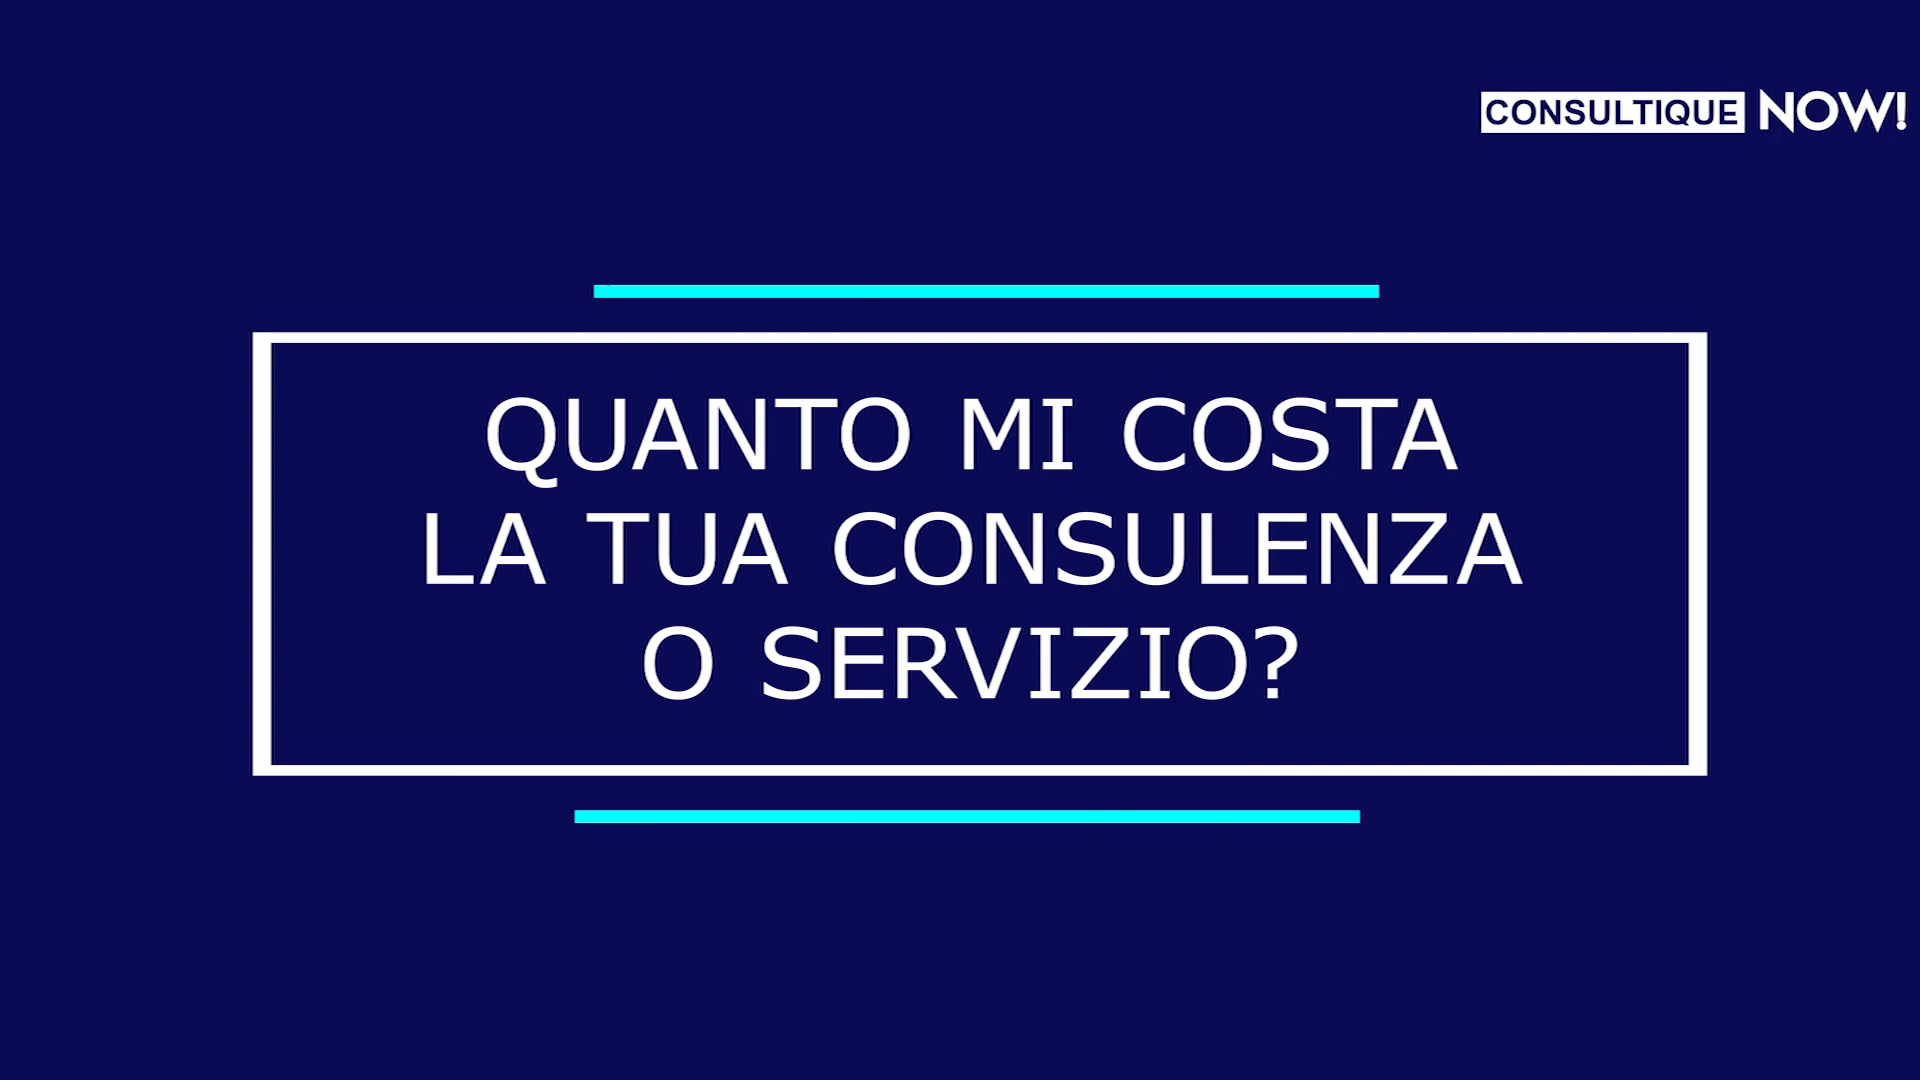 CONSULTIQUE NOW!
QUANTO MI COSTA
LA TUA CONSULENZA
O SERVIZIO?